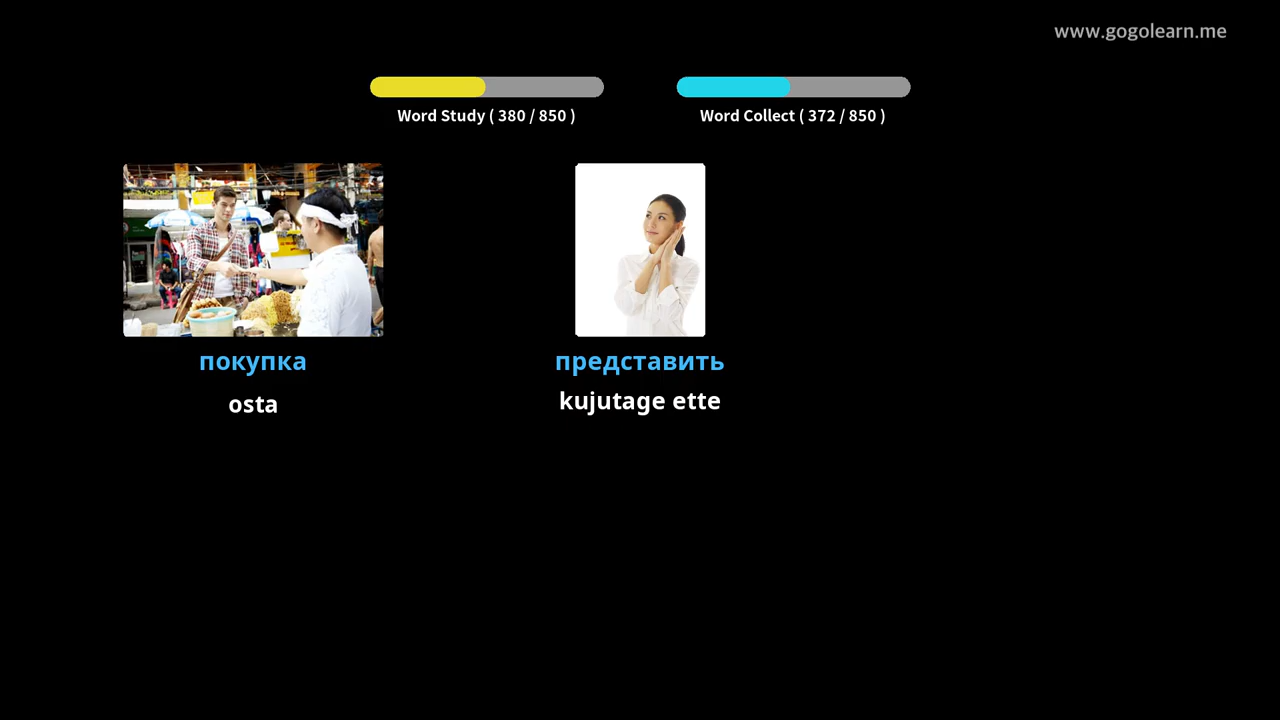 www.gogolearn.me
Word Study ( 380 / 850 )
Word Collect ( 372 / 850 )
покупка
osta
представить
kujutage ette